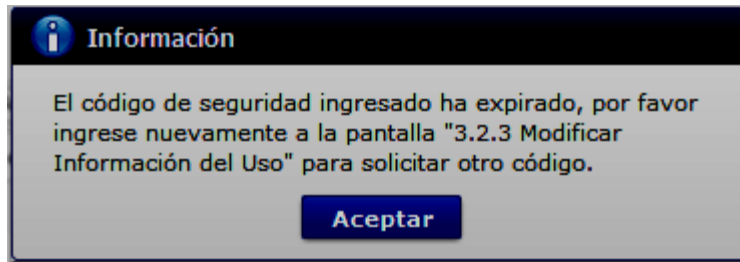 Información
El código de seguridad ingresado ha expirado, por favor
ingrese nuevamente a la pantalla "3.2.3 Modificar
Información del Uso" para solicitar otro código.
Aceptar